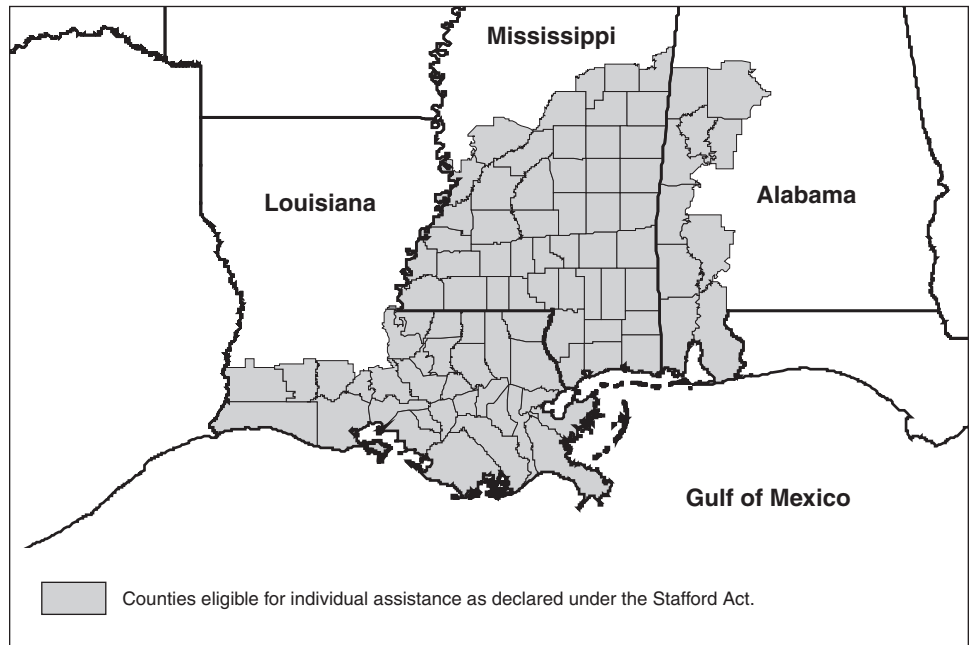 Mississippi
Louisiana
Alabama
Gulf of Mexico
Counties eligible for individual assistance as declared under the Stafford Act.